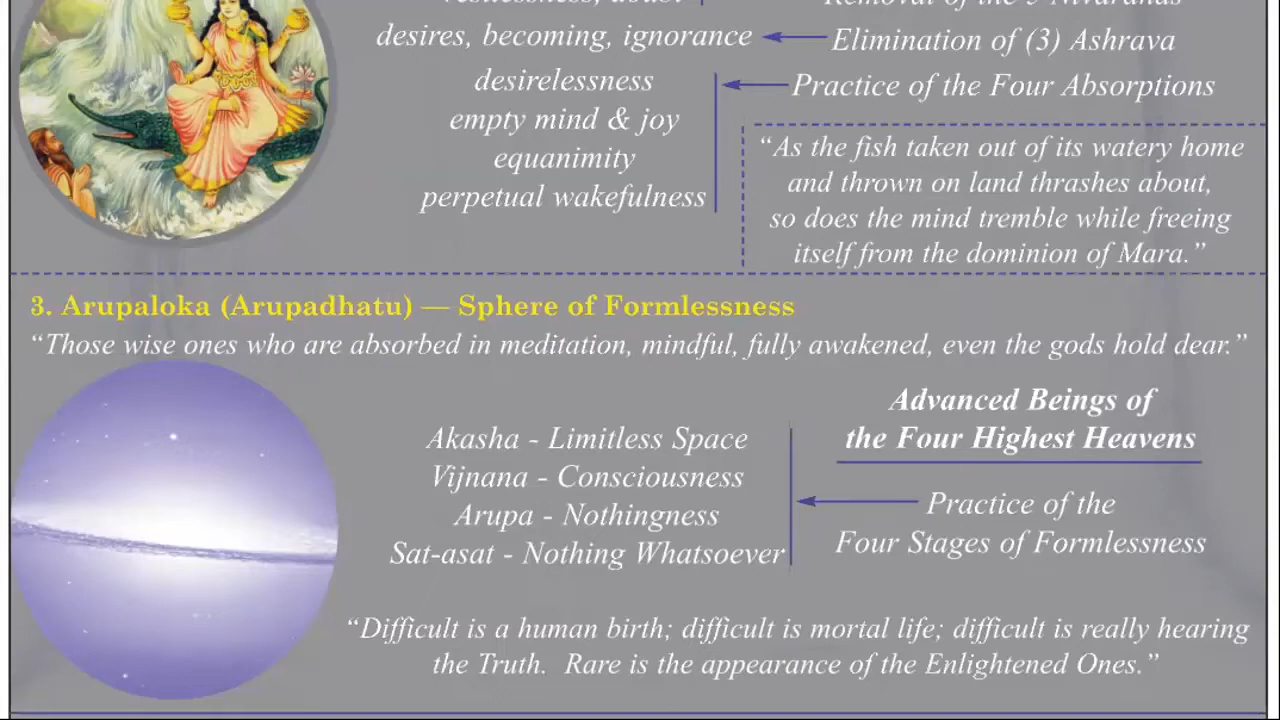 desires, becoming, ignorance
Elimination of (3) Ashrava
desirelessness
empty mind & joy
equanimity
perpetual wakefulness
Practice of the Four Absorptions
“As the fish taken out of its watery home
and thrown on land thrashes about,
so does the mind tremble while freeing
itself from the dominion of Mara.”
3. Arupaloka (Arupadhatu) — Sphere of Formlessness
“Those wise ones who are absorbed in meditation, mindful, fully awakened, even the gods hold dear.”
Advanced Beings of
the Four Highest Heavens
Akasha - Limitless Space
Vijnana - Consciousness
Arupa - Nothingness
Sat-asat - Nothing Whatsoever
Practice of the
Four Stages of Formlessness
“Difficult is a human birth; difficult is mortal life; difficult is really hearing
the Truth.  Rare is the appearance of the Enlightened Ones.”